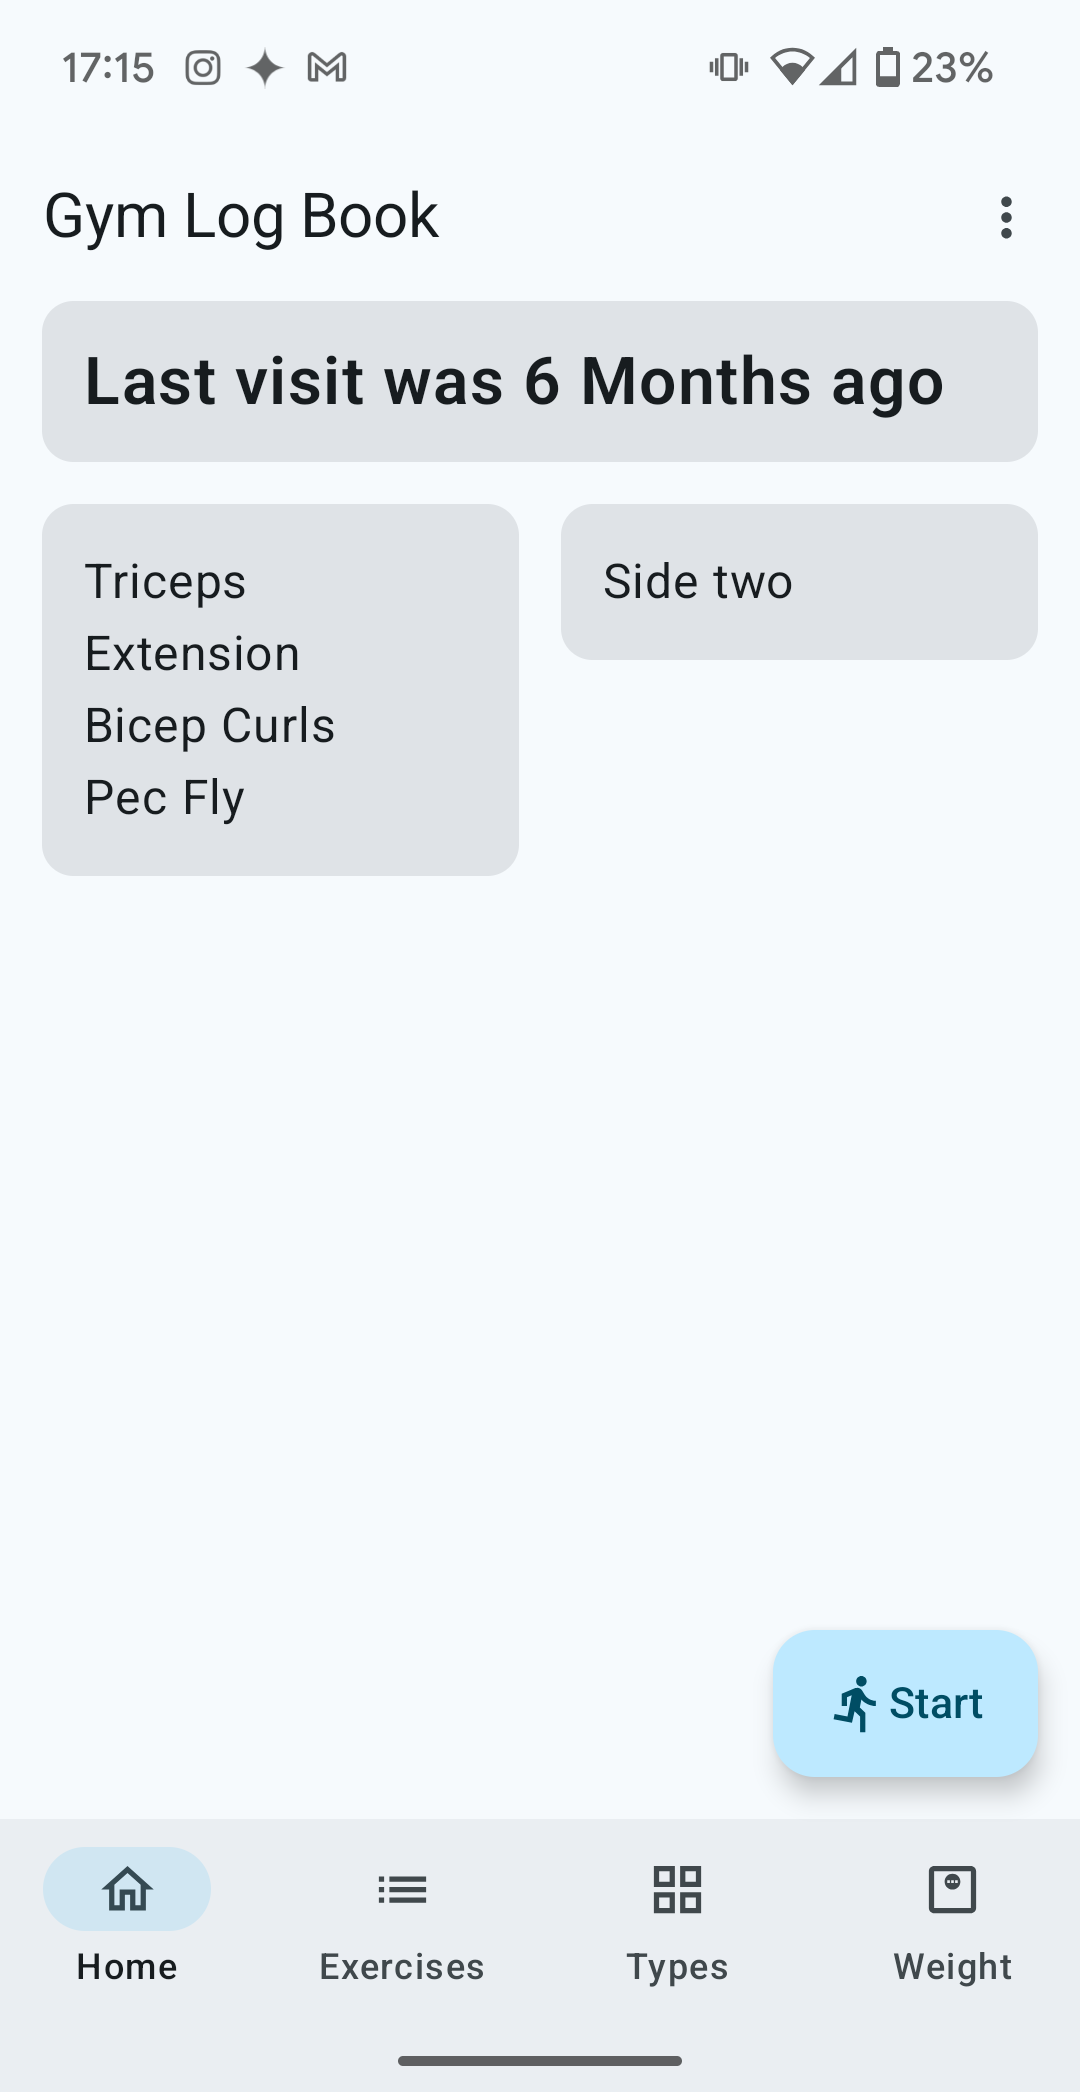 17:15
23%
Gym Log Book
Last visit was 6 Months ago
Triceps
Extension
Bicep Curls
Pec Fly
Side two
Start
Home
Exercises
Types
Weight